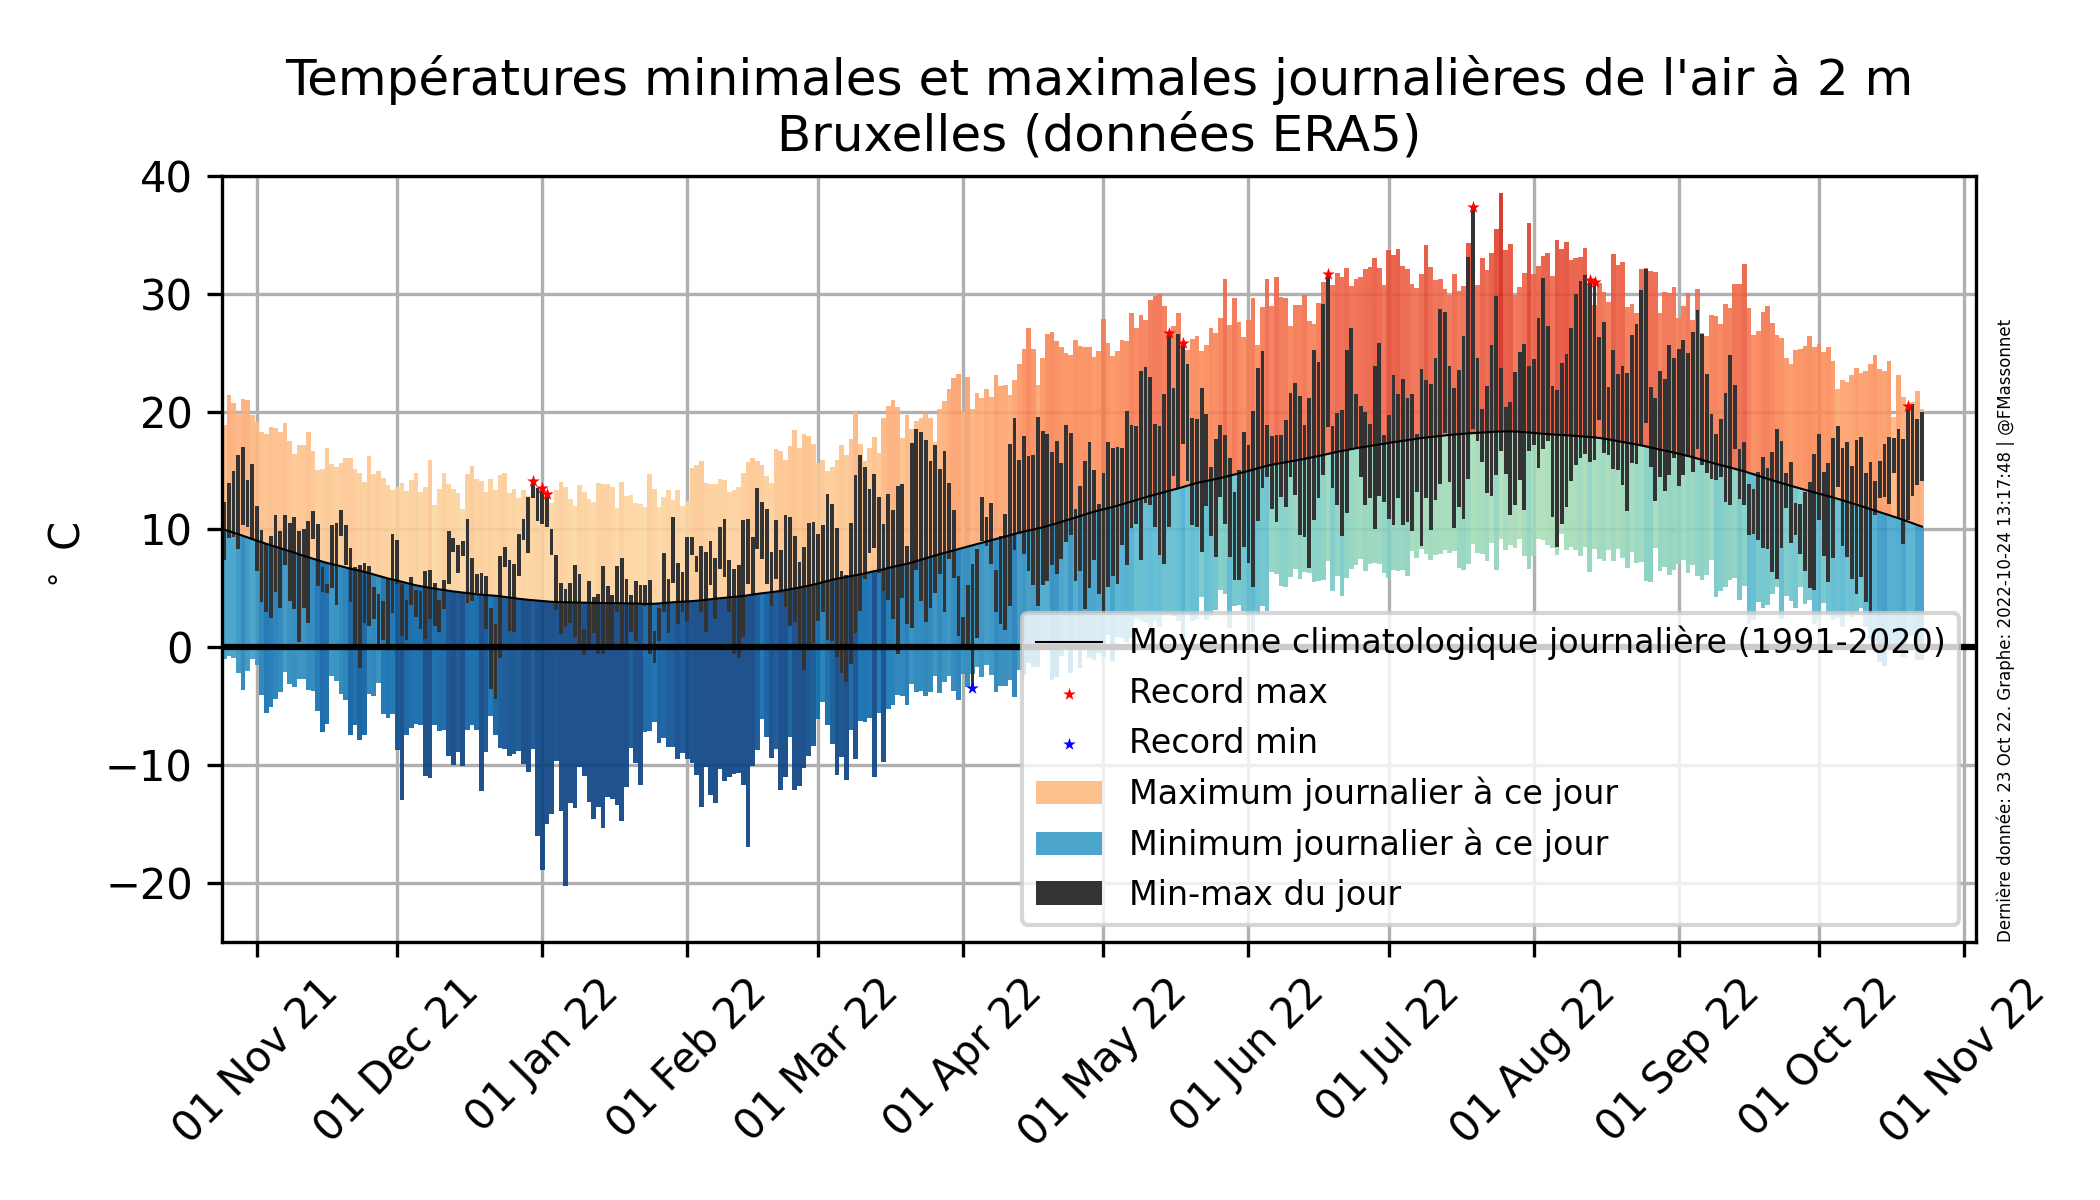 Températures minimales et maximales journalières de l'air à 2 m
Bruxelles (données ERA5)
40
30
20
10
0
−10
−20
° C
Moyenne climatologique journalière (1991-2020)
Record max
Record min
Maximum journalier à ce jour
Minimum journalier à ce jour
Min-max du jour
01 Nov 21
01 Dec 21
01 Jan 22
01 Feb 22
01 Mar 22
01 Apr 22
01 May 22
01 Jun 22
01 Jul 22
01 Aug 22
01 Sep 22
01 Oct 22
01 Nov 22
Dernière donnée: 23 Oct 22. Graphe: 2022-10-24 13:17:48 | @FMassonnet